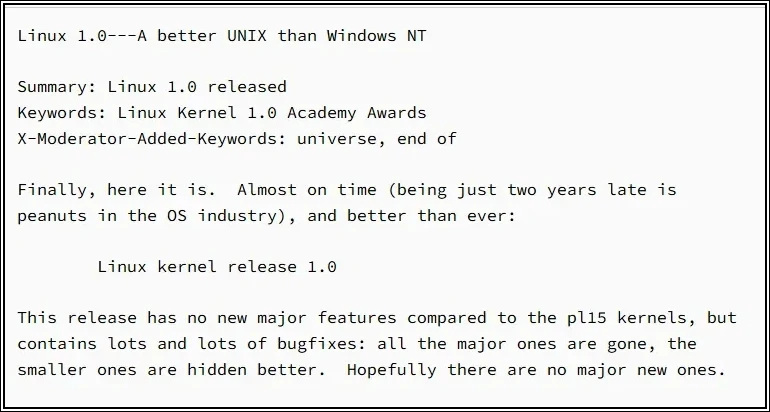 Linux 1.0---A better UNIX than Windows NT
Summary: Linux 1.0 released
Keywords: Linux Kernel 1.0 Academy Awards
X-Moderator-Added-Keywords: universe, end of
Finally, here it is.  Almost on time (being just two years late is
peanuts in the OS industry), and better than ever:
Linux kernel release 1.0
This release has no new major features compared to the pl15 kernels, but
contains lots and lots of bugfixes: all the major ones are gone, the
smaller ones are hidden better.  Hopefully there are no major new ones.